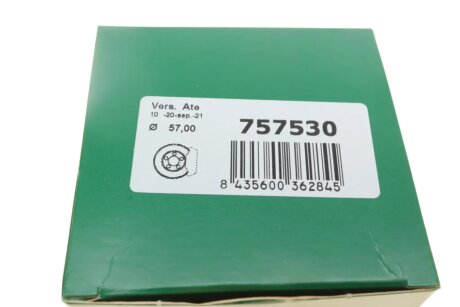 Vers. Ate
10 -20-sep.-21
Ø 57,00
757530
8 435600 362845